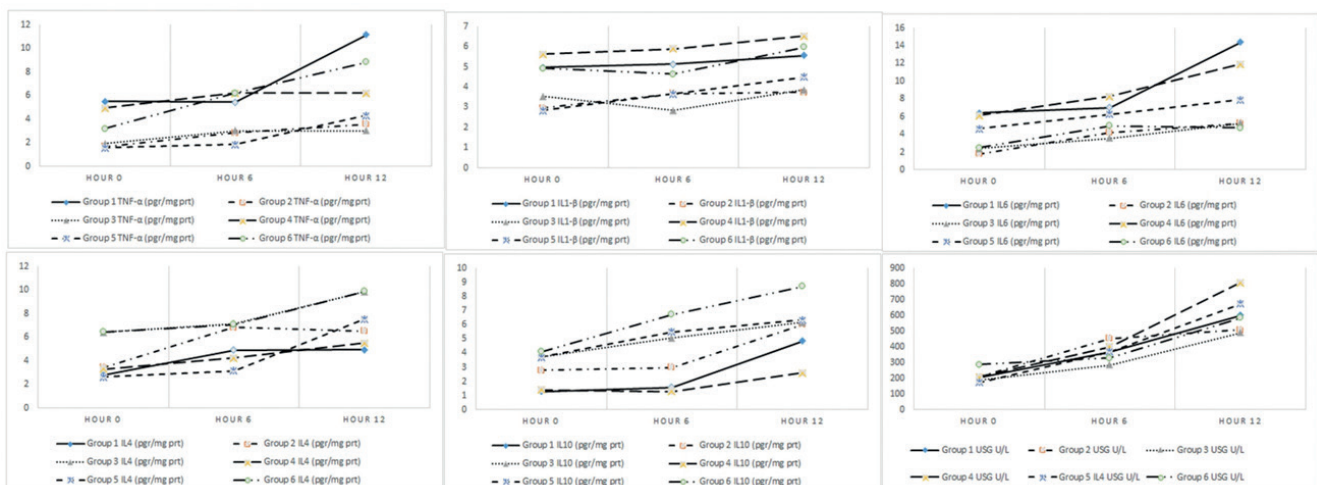 12
10
8
6
4
2
0
HOUR 0 HOUR 6 HOUR 12
Group 1 TNF-α (pgr/mg prt) Group 2 TNF-α (pgr/mg prt)
Group 3 TNF-α (pgr/mg prt) Group 4 TNF-α (pgr/mg prt)
Group 5 TNF-α (pgr/mg prt) Group 6 TNF-α (pgr/mg prt)
7
6
5
4
3
2
1
0
HOUR 0 HOUR 6 HOUR 12
Group 1 IL1-β (pgr/mg prt) Group 2 IL1-β (pgr/mg prt)
Group 3 IL1-β (pgr/mg prt) Group 4 IL1-β (pgr/mg prt)
Group 5 IL1-β (pgr/mg prt) Group 6 IL1-β (pgr/mg prt)
16
14
12
10
8
6
4
2
0
HOUR 0 HOUR 6 HOUR 12
Group 1 IL6 (pgr/mg prt) Group 2 IL6 (pgr/mg prt)
Group 3 IL6 (pgr/mg prt) Group 4 IL6 (pgr/mg prt)
Group 5 IL6 (pgr/mg prt) Group 6 IL6 (pgr/mg prt)
12
10
8
6
4
2
0
HOUR 0 HOUR 6 HOUR 12
Group 1 IL4 (pgr/mg prt) Group 2 IL4 (pgr/mg prt)
Group 3 IL4 (pgr/mg prt) Group 4 IL4 (pgr/mg prt)
Group 5 IL4 (pgr/mg prt) Group 6 IL4 (pgr/mg prt)
10
9
8
7
6
5
4
3
2
1
0
HOUR 0 HOUR 6 HOUR 12
Group 1 IL10 (pgr/mg prt) Group 2 IL10 (pgr/mg prt)
Group 3 IL10 (pgr/mg prt) Group 4 IL10 (pgr/mg prt)
Group 5 IL10 (pgr/mg prt) Group 6 IL10 (pgr/mg prt)
900
800
700
600
500
400
300
200
100
0
HOUR 0 HOUR 6 HOUR 12
Group 1 USG U/L Group 2 USG U/L Group 3 USG U/L
Group 4 USG U/L Group 5 IL4 USG U/L Group 6 USG U/L